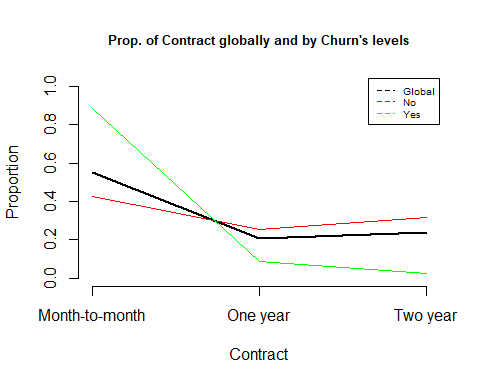 Prop. of Contract globally and by Churn's levels
Global
No
Yes
Proportion
1.0
0.8
0.6
0.4
0.2
0.0
Month-to-month One year Two year
Contract